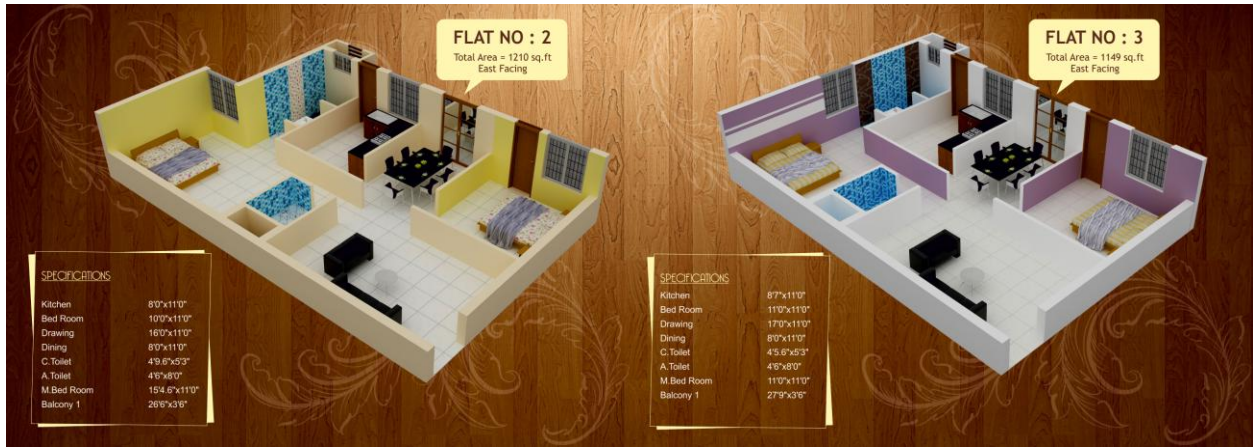 FLAT NO : 2
Total Area = 1210 sq.ft
East Facing
SPECIFICATIONS
Kitchen 8'0"x11'0"
Bed Room 10'0"x11'0"
Drawing 16'0"x11'0"
Dining 8'0"x11'0"
C.Toilet 4'9.6"x5'3"
A.Toilet 4'6"x8'0"
M.Bed Room 15'4.6"x11'0"
Balcony 1 26'6"x3'6"
FLAT NO : 3
Total Area = 1149 sq.ft
East Facing
SPECIFICATIONS
Kitchen 8'7"x11'0"
Bed Room 11'0"x11'0"
Drawing 17'0"x11'0"
Dining 8'0"x11'0"
C.Toilet 4'5.6"x5'3"
A.Toilet 4'6"x8'0"
M.Bed Room 11'0"x11'0"
Balcony 1 27'9"x3'6"